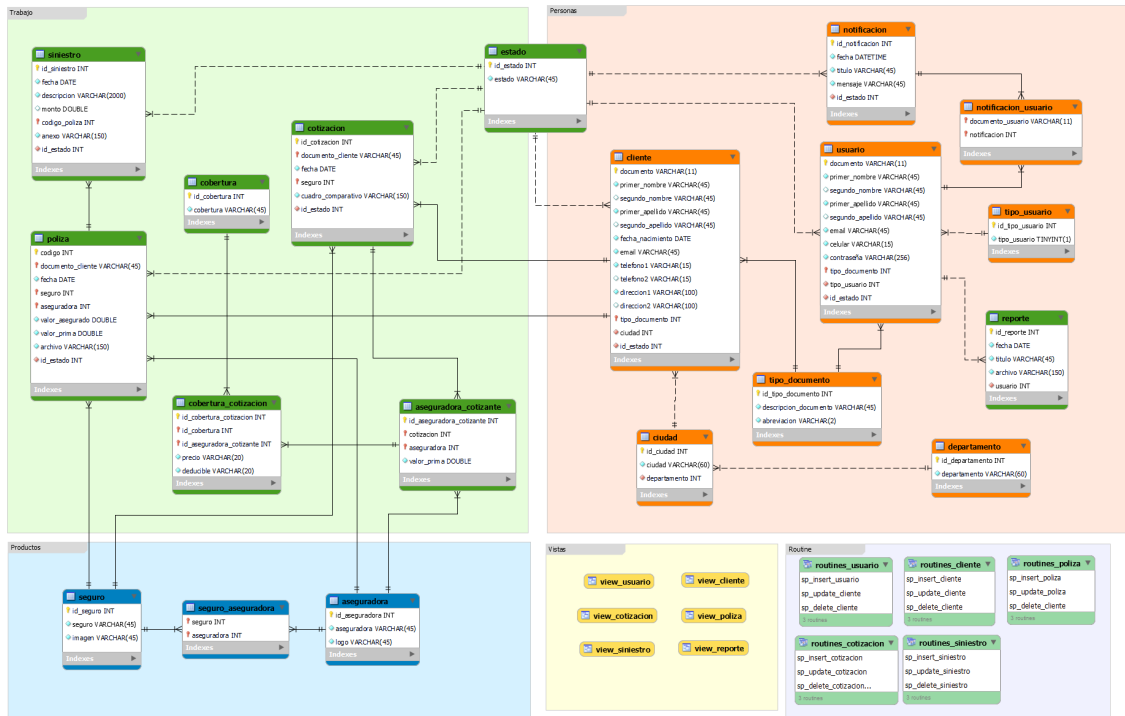 Trabajo
siniestro
id_siniestro INT
fecha DATE
descripcion VARCHAR(2000)
monto DOUBLE
codigo_poliza INT
anexo VARCHAR(150)
id_estado INT
Indexes
cobertura
id_cobertura INT
cobertura VARCHAR(45)
Indexes
cotizacion
id_cotizacion INT
documento_cliente VARCHAR(45)
fecha DATE
seguro INT
cuadro_comparativo VARCHAR(150)
id_estado INT
Indexes
estado
id_estado INT
estado VARCHAR(45)
Indexes
poliza
codigo INT
documento_cliente VARCHAR(45)
fecha DATE
seguro INT
aseguradora INT
valor_asegurado DOUBLE
valor_prima DOUBLE
archivo VARCHAR(150)
id_estado INT
Indexes
cobertura_cotizacion
id_cobertura_cotizacion INT
id_cobertura INT
id_aseguradora_cotizante INT
precio VARCHAR(20)
deducible VARCHAR(20)
Indexes
aseguradora_cotizante
id_aseguradora_cotizante INT
cotizacion INT
aseguradora INT
valor_prima DOUBLE
Indexes
Personas
notificacion
id_notificacion INT
fecha DATETIME
titulo VARCHAR(45)
mensaje VARCHAR(45)
id_estado INT
Indexes
notificacion_usuario
documento_usuario VARCHAR(11)
notificacion INT
Indexes
cliente
documento VARCHAR(11)
primer_nombre VARCHAR(45)
segundo_nombre VARCHAR(45)
primer_apellido VARCHAR(45)
segundo_apellido VARCHAR(45)
fecha_nacimiento DATE
email VARCHAR(45)
telefono1 VARCHAR(15)
telefono2 VARCHAR(15)
direccion1 VARCHAR(100)
direccion2 VARCHAR(100)
tipo_documento INT
ciudad INT
id_estado INT
Indexes
usuario
documento VARCHAR(11)
primer_nombre VARCHAR(45)
segundo_nombre VARCHAR(45)
primer_apellido VARCHAR(45)
segundo_apellido VARCHAR(45)
email VARCHAR(45)
celular VARCHAR(15)
contraseña VARCHAR(256)
tipo_documento INT
tipo_usuario INT
id_estado INT
Indexes
tipo_usuario
id_tipo_usuario INT
tipo_usuario TINYINT(1)
Indexes
reporte
id_reporte INT
fecha DATE
titulo VARCHAR(45)
archivo VARCHAR(150)
usuario INT
Indexes
tipo_documento
id_tipo_documento INT
descripcion_documento VARCHAR(45)
abreviacion VARCHAR(2)
Indexes
ciudad
id_ciudad INT
ciudad VARCHAR(60)
departamento INT
Indexes
departamento
id_departamento INT
departamento VARCHAR(60)
Indexes
Productos
seguro
id_seguro INT
seguro VARCHAR(45)
imagen VARCHAR(45)
Indexes
seguro_aseguradora
seguro INT
aseguradora INT
Indexes
aseguradora
id_aseguradora INT
aseguradora VARCHAR(45)
logo VARCHAR(45)
Indexes
Vistas
view_usuario
view_cliente
view_cotizacion
view_poliza
view_siniestro
view_reporte
Routine
routines_usuario
sp_insert_usuario
sp_update_cliente
sp_delete_cliente
3 routines
routines_cliente
sp_insert_cliente
sp_update_cliente
sp_delete_cliente
3 routines
routines_poliza
sp_insert_poliza
sp_update_poliza
sp_delete_cliente
3 routines
routines_cotizacion
sp_insert_cotizacion
sp_update_cotizacion
sp_delete_cotizacion...
3 routines
routines_siniestro
sp_insert_siniestro
sp_update_siniestro
sp_delete_siniestro
3 routines